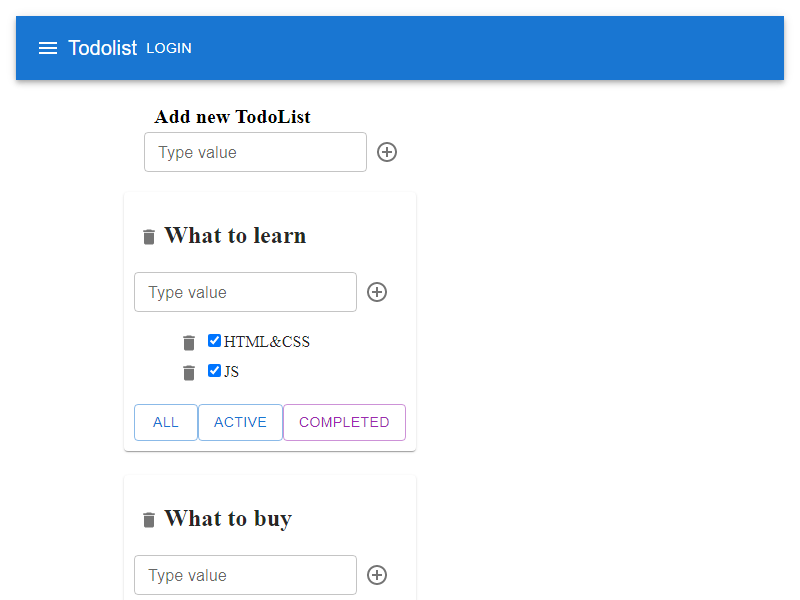 Todolist LOGIN
Add new TodoList
Type value
What to learn
Type value
HTML&CSS
JS
ALL ACTIVE COMPLETED
What to buy
Type value